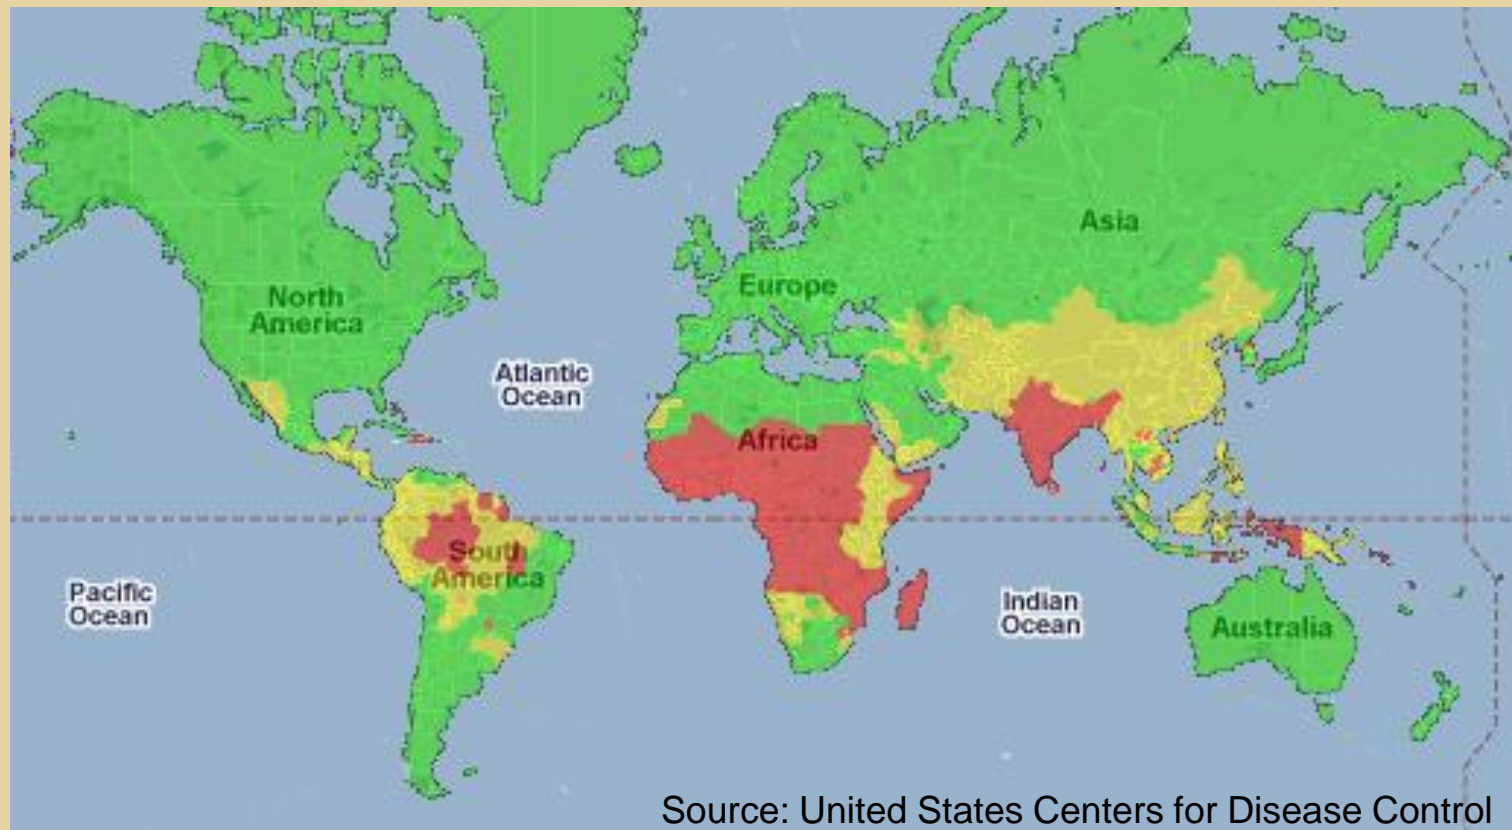 Asia
North
America
Europe
Atlantic
Ocean
Africa
South
America
Pacific
Ocean
Indian
Ocean
Australia
Source: United States Centers for Disease Control